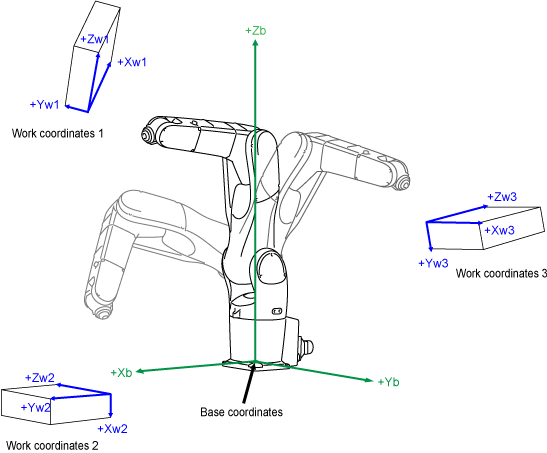 +Zb
+Zw1
+Xw1
+Yw1
Work coordinates 1
+Zw3
+Xw3
+Yw3
Work coordinates 3
+Xb
+Yb
Base coordinates
+Zw2
+Yw2
+Xw2
Work coordinates 2